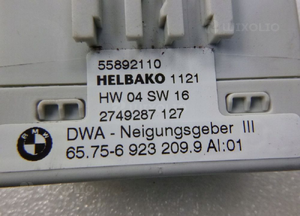 55892110
HELBAKO 1121
HW 04 SW 16
2749287 127
BMW
DWA - Neigungsgeber III
65.75-6 923 209.9 AI:01